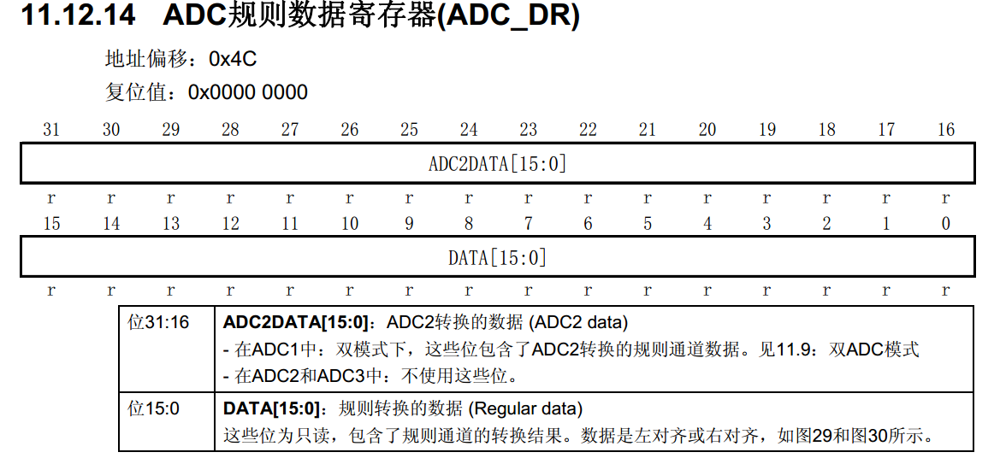 11.12.14 ADC规则数据寄存器(ADC_DR)
地址偏移：0x4C
复位值：0x0000 0000
31 30 29 28 27 26 25 24 23 22 21 20 19 18 17 16
ADC2DATA[15:0]
r r r r r r r r r r r r r r r r
15 14 13 12 11 10 9 8 7 6 5 4 3 2 1 0
DATA[15:0]
r r r r r r r r r r r r r r r r
位31:16 ADC2DATA[15:0]：ADC2转换的数据 (ADC2 data)
- 在ADC1中：双模式下，这些位包含了ADC2转换的规则通道数据。见11.9：双ADC模式
- 在ADC2和ADC3中：不使用这些位。
位15:0 DATA[15:0]：规则转换的数据 (Regular data)
这些位为只读，包含了规则通道的转换结果。数据是左对齐或右对齐，如图29和图30所示。